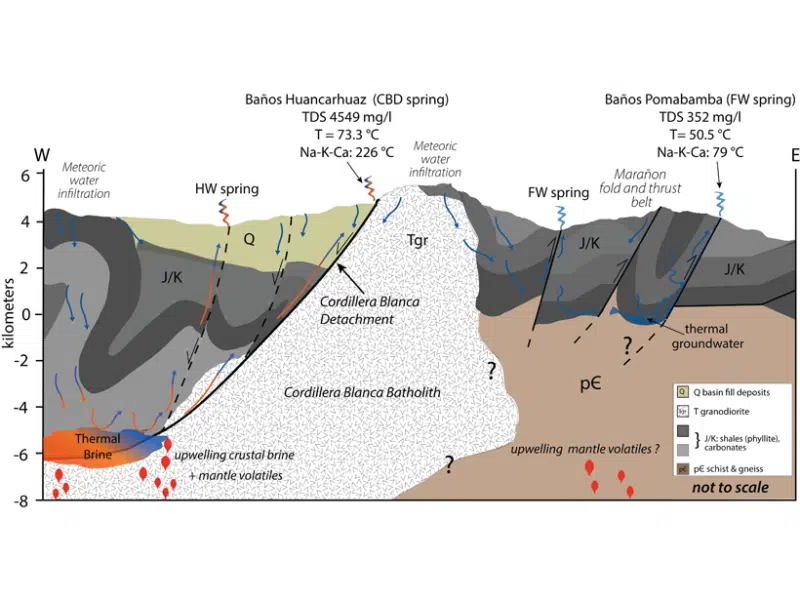 Baños Huancarhuaz (CBD spring)
TDS 4549 mg/l
T = 73.3 °C
Na-K-Ca: 226 °C
Baños Pomabamba (FW spring)
TDS 352 mg/l
T= 50.5 °C
Na-K-Ca: 79 °C
W
E
Meteoric
water
infiltration
Meteoric
water
infiltration
HW spring
FW spring
Marañon
fold and thrust
belt
kilometers
6
4
2
0
-2
-4
-6
-8
Q
Tgr
J/K
J/K
J/K
Cordillera Blanca
Detachment
thermal
groundwater
?
?
?
pЄ
Cordillera Blanca Batholith
Thermal
Brine
upwelling crustal brine
+ mantle volatiles
upwelling mantle volatiles ?
Q Q basin fill deposits
Tgr T granodiorite
} J/K: shales (phyllite),
carbonates
pЄ pЄ schist & gneiss
not to scale